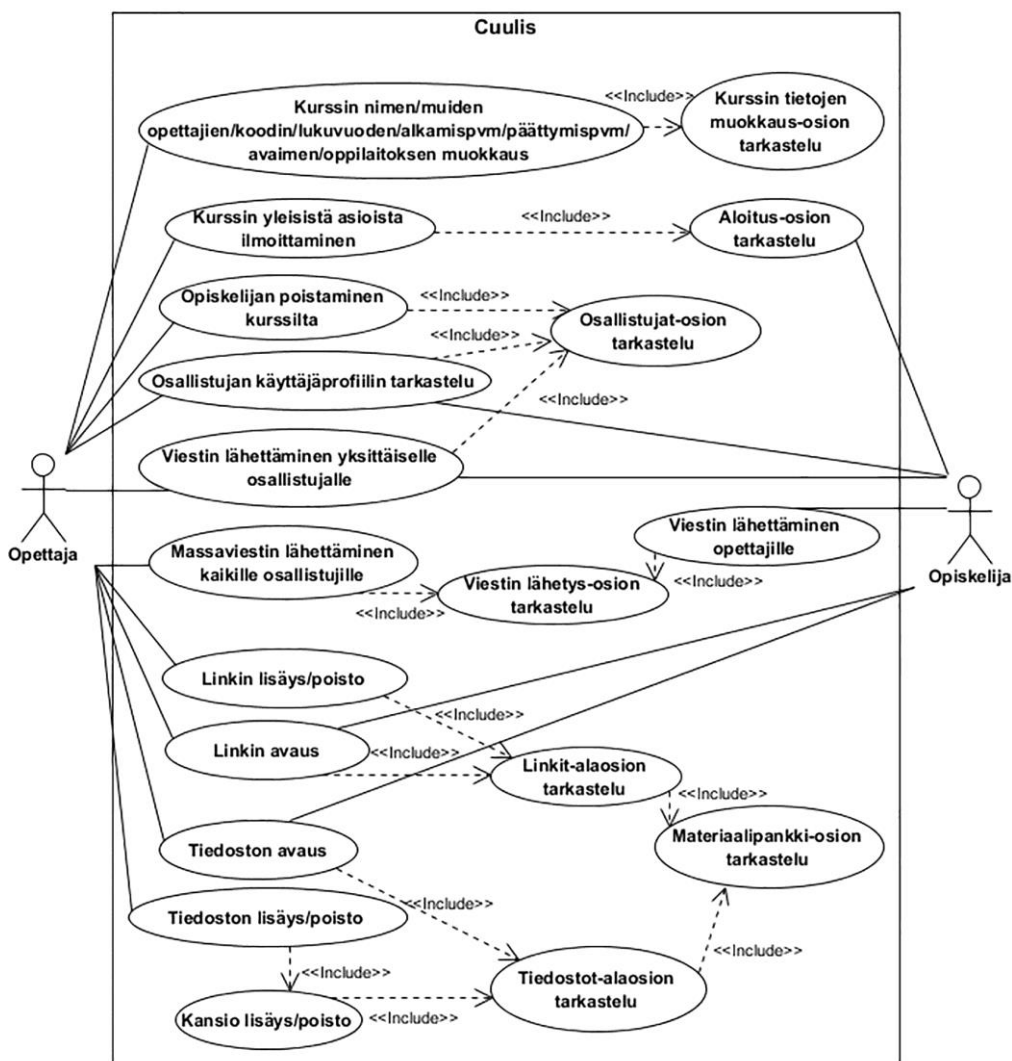 Cuulis
Kurssin nimen/muiden
opettajien/koodin/lukuvuoden/alkamispvm/päättymispvm/
avaimen/oppilaitoksen muokkaus
<<Include>>
Kurssin tietojen
muokkaus-osion
tarkastelu
Kurssin yleisistä asioista
ilmoittaminen
<<Include>>
Aloitus-osion
tarkastelu
Opiskelijan poistaminen
kurssilta
<<Include>>
Osallistujat-osion
tarkastelu
<<Include>>
Osallistujan käyttäjäprofiilin tarkastelu
<<Include>>
Viestin lähettäminen yksittäiselle
osallistujalle
Opettaja
Opiskelija
Viestin lähettäminen
opettajille
Massaviestin lähettäminen
kaikille osallistujille
<<Include>>
Viestin lähetys-osion
tarkastelu
<<Include>>
Linkin lisäys/poisto
<<Include>>
Linkin avaus
<<Include>>
Linkit-alaosion
tarkastelu
<<Include>>
Materiaalipankki-osion
tarkastelu
Tiedoston avaus
<<Include>>
Tiedoston lisäys/poisto
<<Include>>
<<Include>>
Tiedostot-alaosion
tarkastelu
Kansio lisäys/poisto
<<Include>>